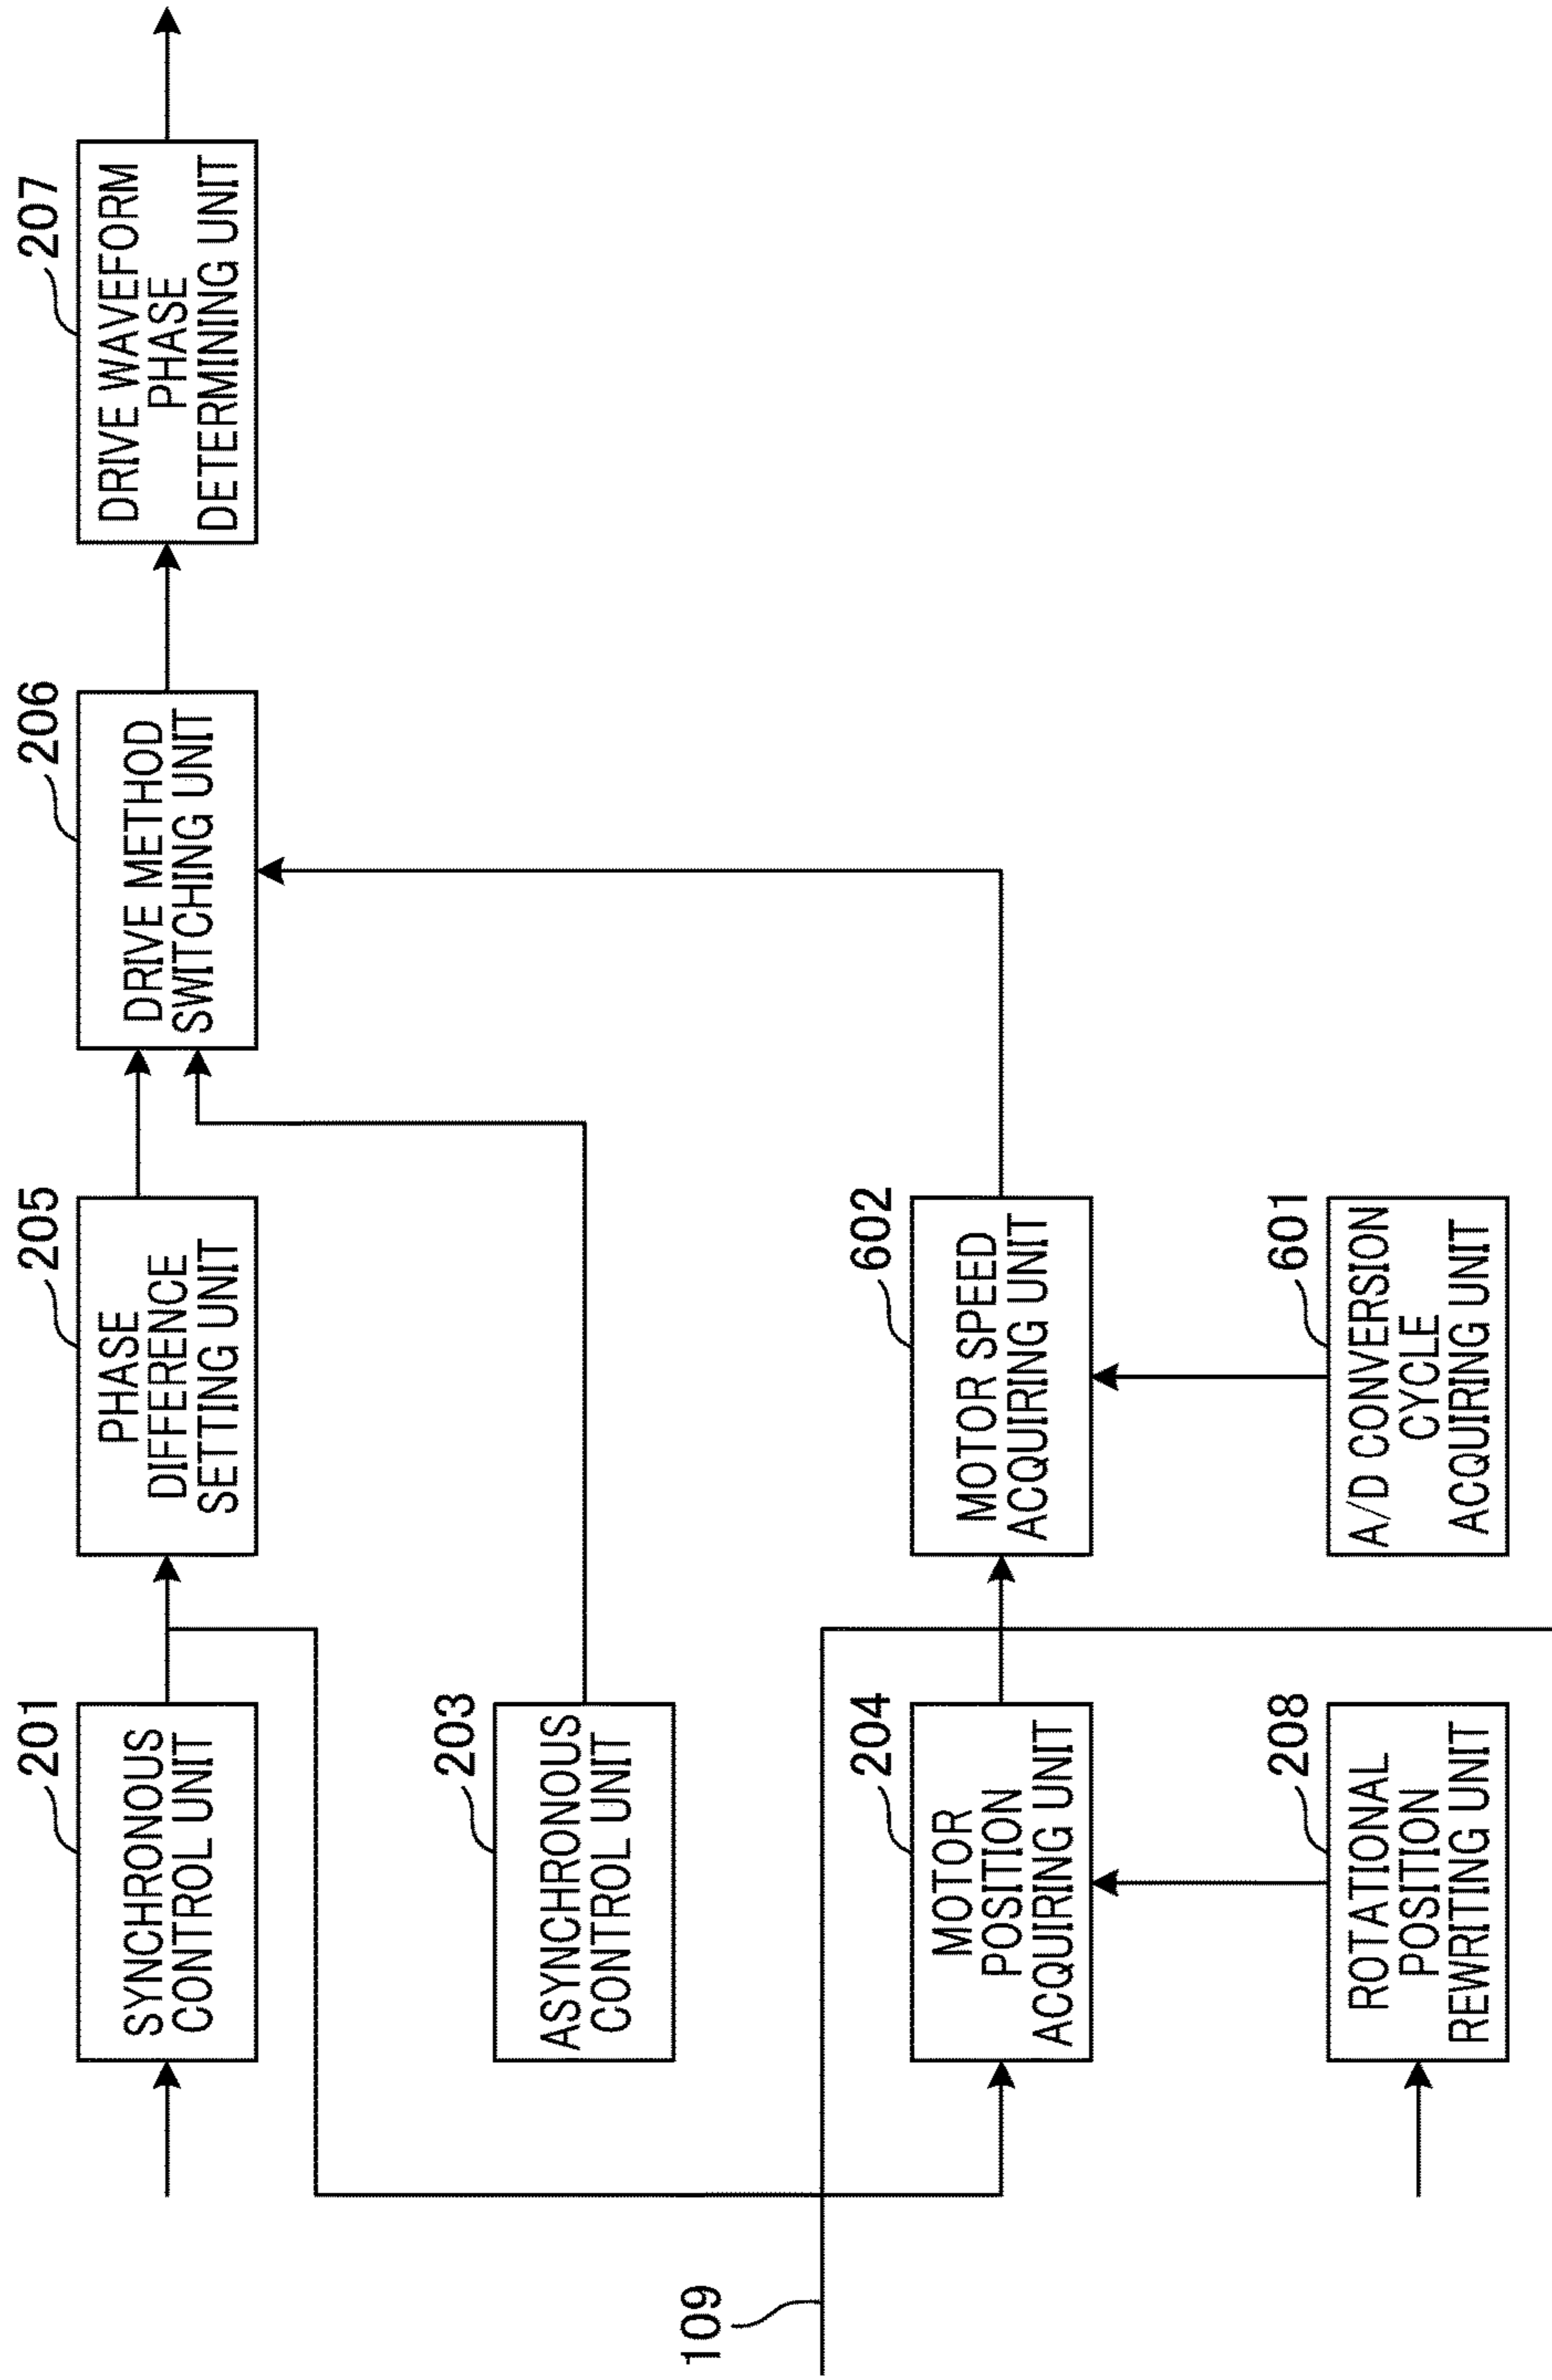 201
SYNCHRONOUS
CONTROL UNIT
205
PHASE
DIFFERENCE
SETTING UNIT
206
DRIVE METHOD
SWITCHING UNIT
207
DRIVE WAVEFORM
PHASE
DETERMINING UNIT
203
ASYNCHRONOUS
CONTROL UNIT
109
204
MOTOR
POSITION
ACQUIRING UNIT
602
MOTOR SPEED
ACQUIRING UNIT
208
ROTATIONAL
POSITION
REWRITING UNIT
601
A/D CONVERSION
CYCLE
ACQUIRING UNIT